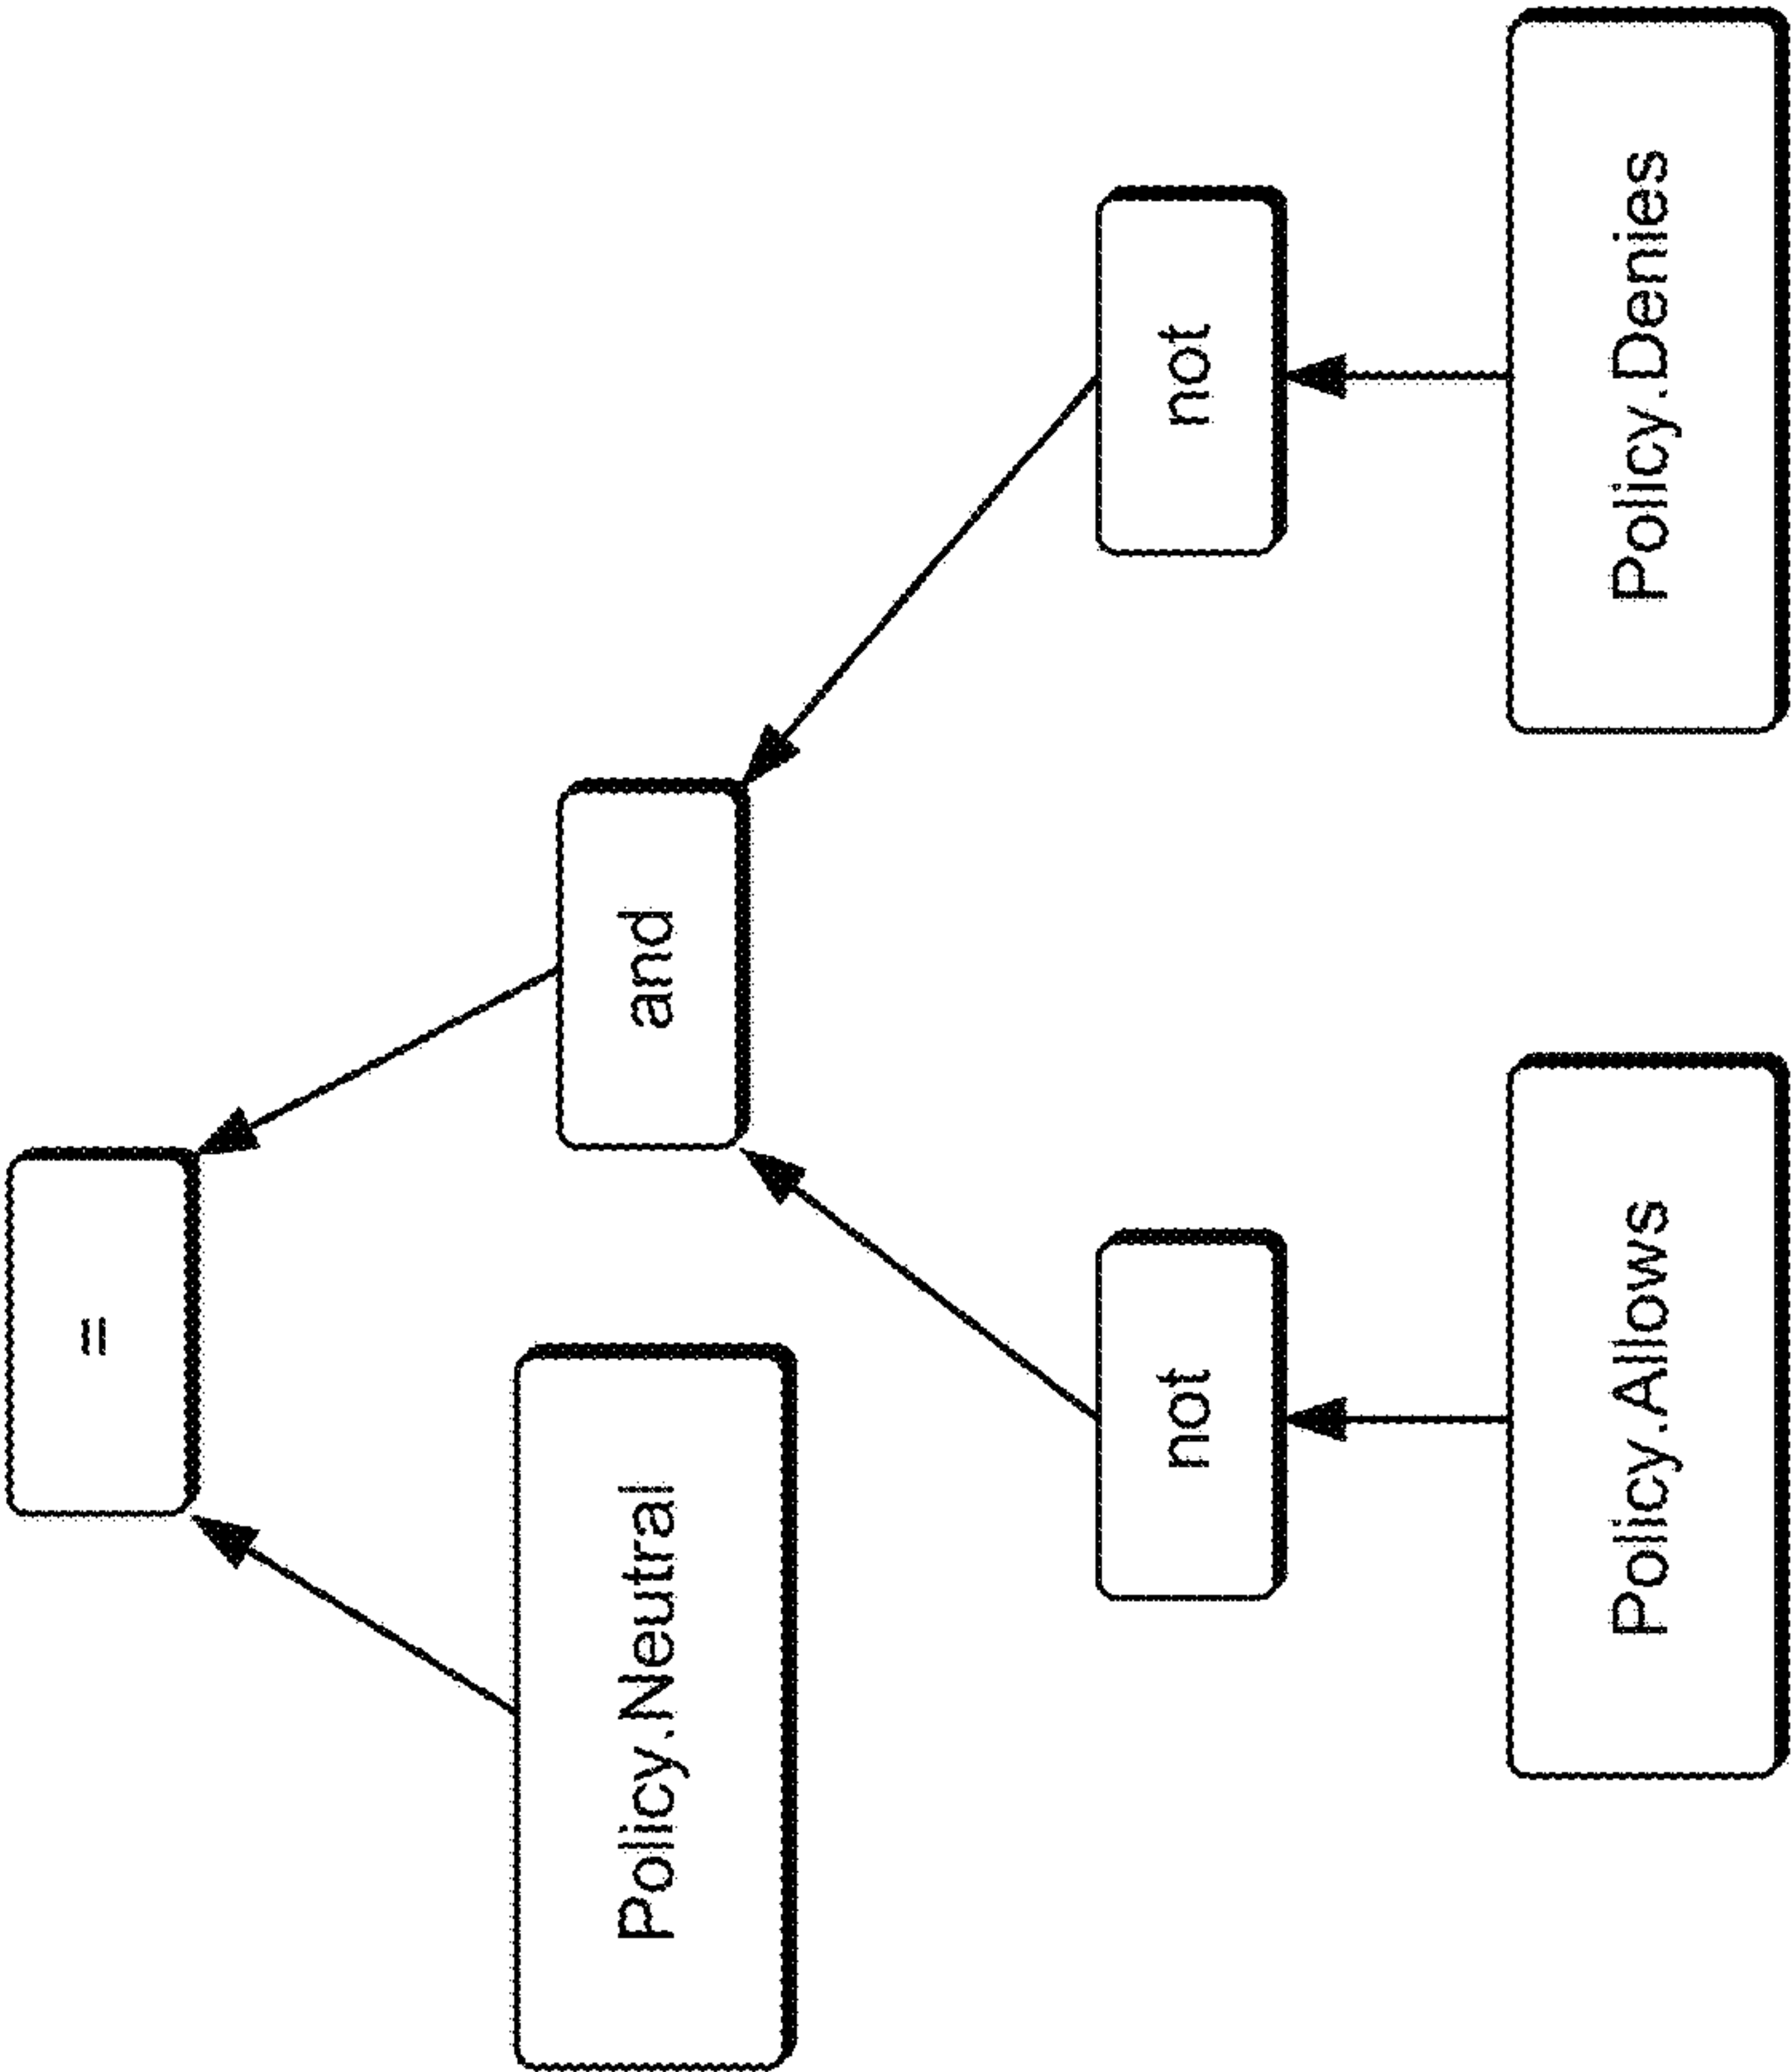 =
Policy.Neutral
and
not
not
Policy.Allows
Policy.Denies